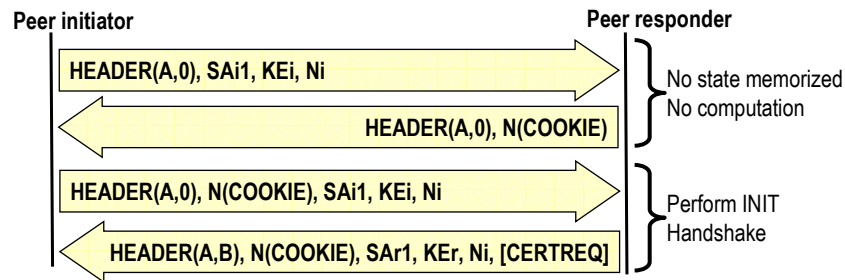 Peer initiator
Peer responder
HEADER(A,0), SAi1, KEi, Ni
HEADER(A,0), N(COOKIE)
No state memorized
No computation
HEADER(A,0), N(COOKIE), SAi1, KEi, Ni
HEADER(A,B), N(COOKIE), SAr1, KEr, Ni, [CERTREQ]
Perform INIT
Handshake